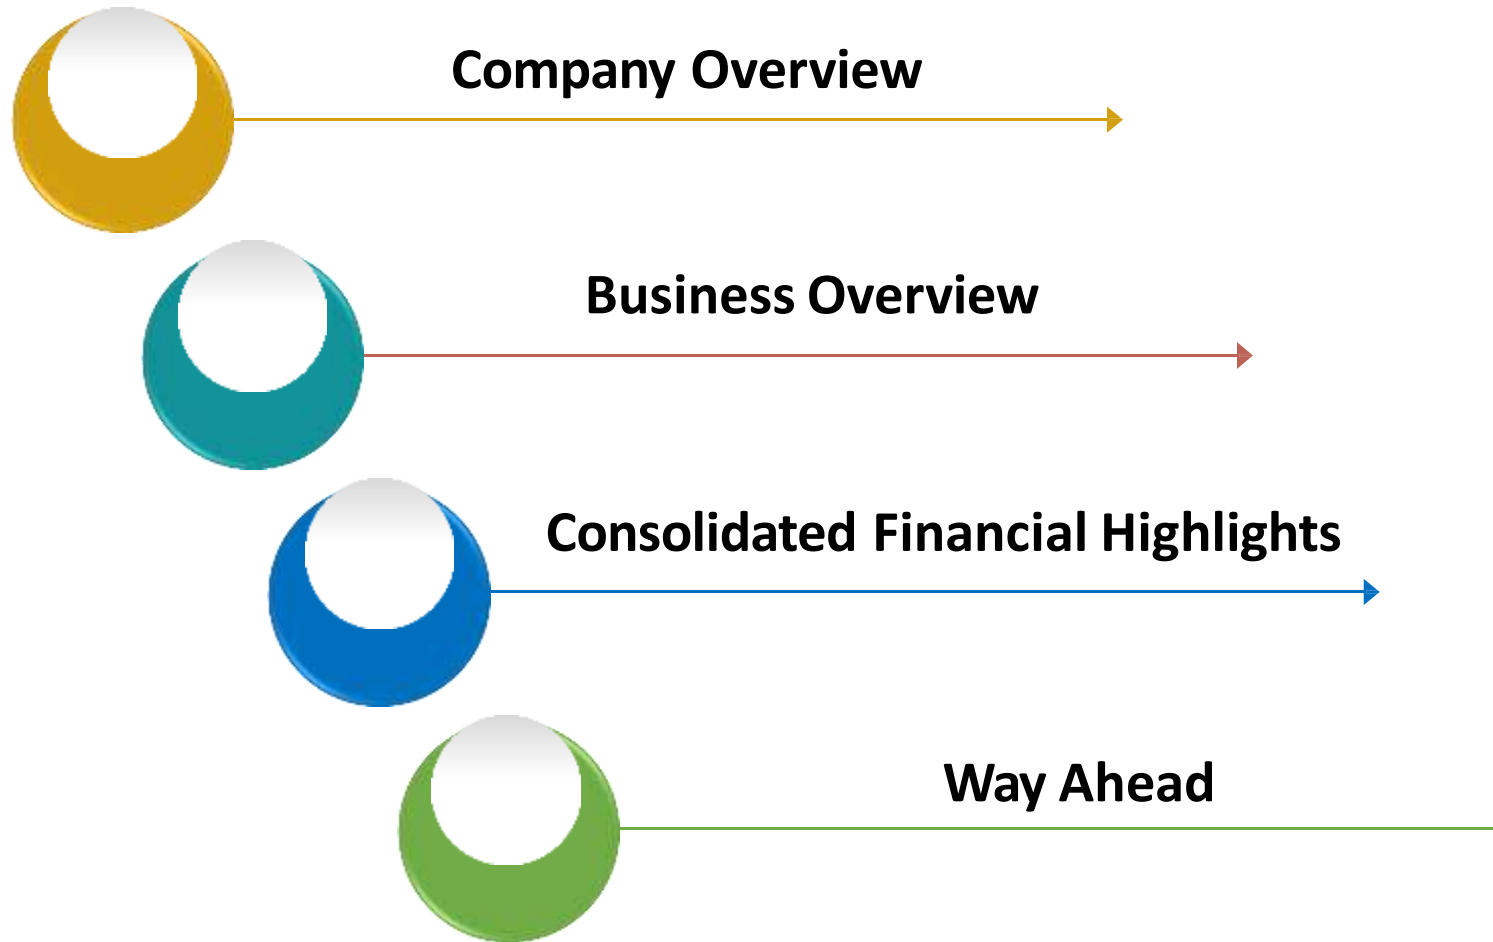 Company Overview
Business Overview
Consolidated Financial Highlights
Way Ahead